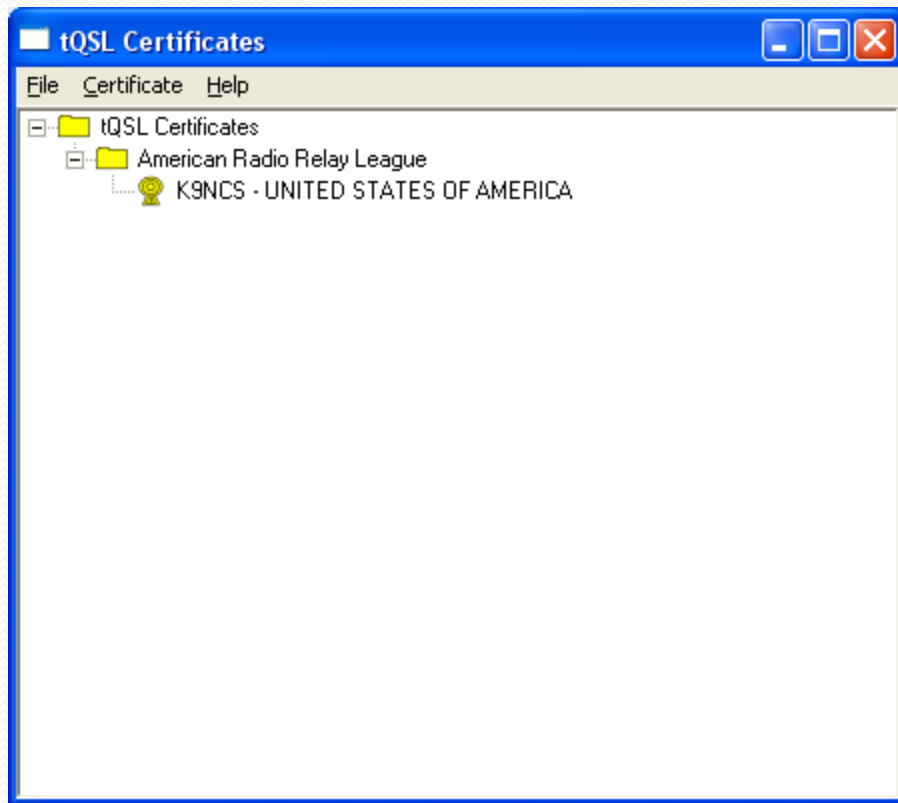 tQSL Certificates
File Certificate Help
tQSL Certificates
American Radio Relay League
K9NCS - UNITED STATES OF AMERICA